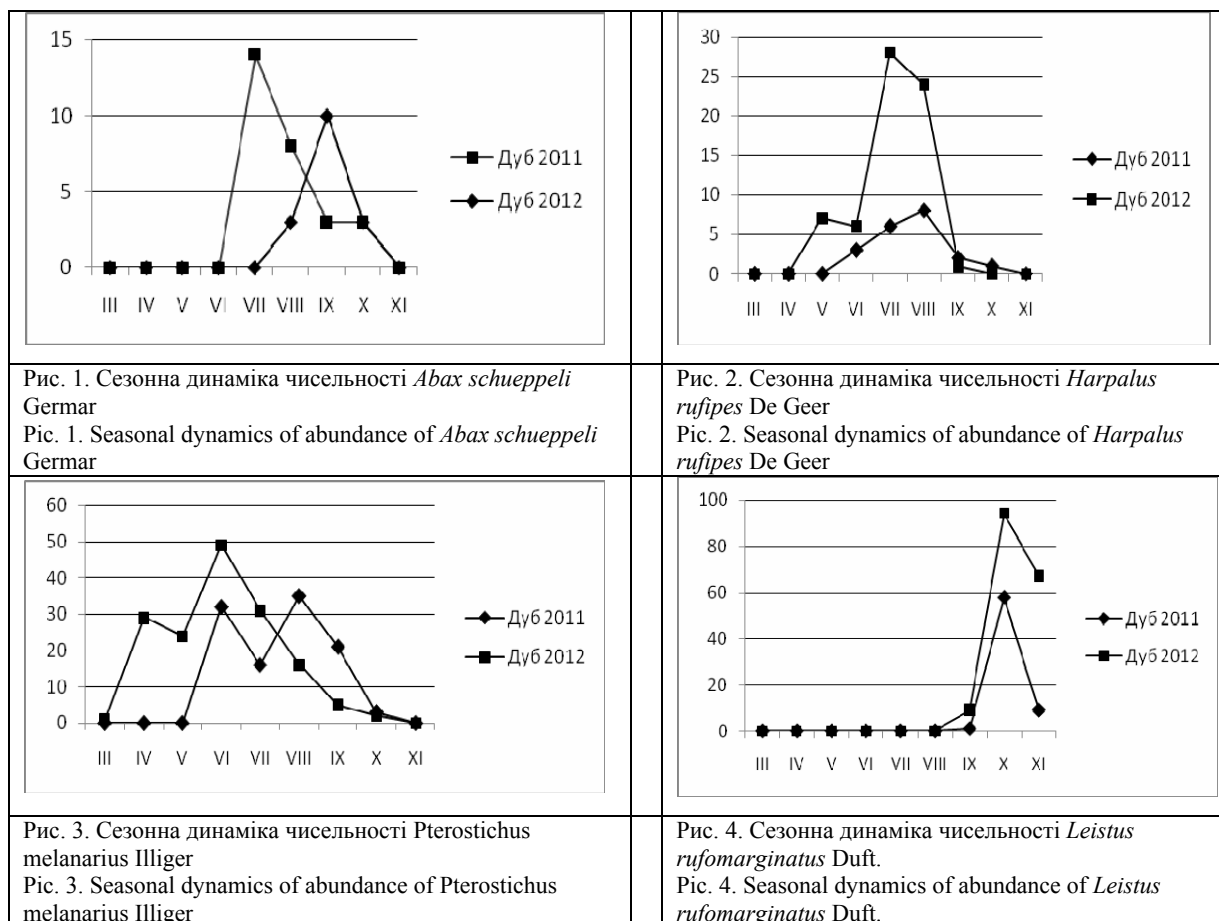 15
10
5
0
III IV V VI VII VIII IX X XI
Дуб 2011
Дуб 2012
Рис. 1. Сезонна динаміка чисельності Abax schueppeli
Germar
Pic. 1. Seasonal dynamics of abundance of Abax schueppeli
Germar
30
25
20
15
10
5
0
III IV V VI VII VIII IX X XI
Дуб 2011
Дуб 2012
Рис. 2. Сезонна динаміка чисельності Harpalus
rufipes De Geer
Pic. 2. Seasonal dynamics of abundance of Harpalus
rufipes De Geer
60
50
40
30
20
10
0
III IV V VI VII VIII IX X XI
Дуб 2011
Дуб 2012
Рис. 3. Сезонна динаміка чисельності Pterostichus
melanarius Illiger
Pic. 3. Seasonal dynamics of abundance of Pterostichus
melanarius Illiger
100
80
60
40
20
0
III IV V VI VII VIII IX X XI
Дуб 2011
Дуб 2012
Рис. 4. Сезонна динаміка чисельності Leistus
rufomarginatus Duft.
Pic. 4. Seasonal dynamics of abundance of Leistus
rufomarginatus Duft.